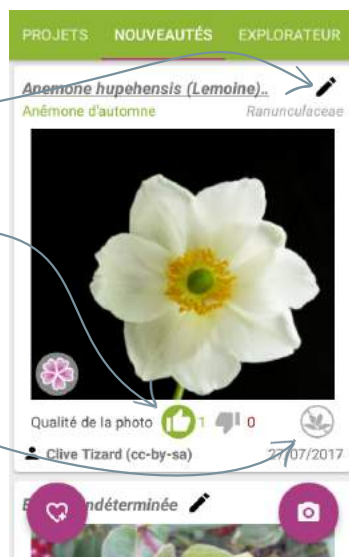 PROJETS NOUVEAUTÉS EXPLORATEUR
Anemone hupehensis (Lemoine)..
Anêmone d'automne Ranunculaceae
Qualité de la photo 1 0
Clive Tizard (cc-by-sa) 27/07/2017
ndéterminée